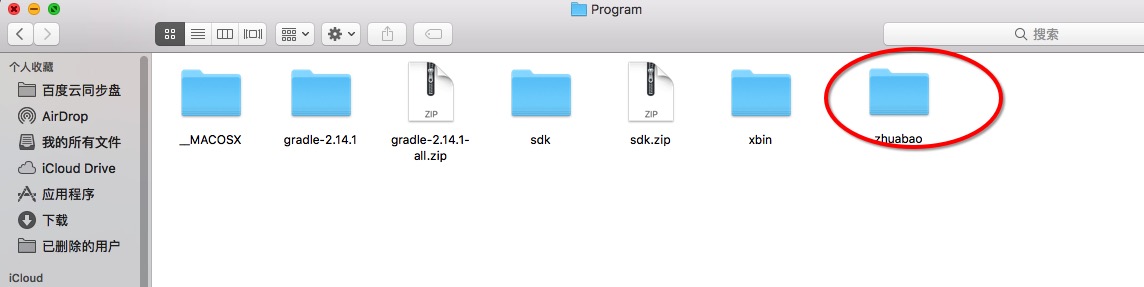 Program
搜索
个人收藏
百度云同步盘
AirDrop
我的所有文件
iCloud Drive
应用程序
下载
已删除的用户
iCloud
__MACOSX
gradle-2.14.1
ZIP
gradle-2.14.1-
all.zip
sdk
ZIP
sdk.zip
xbin
zhuabao